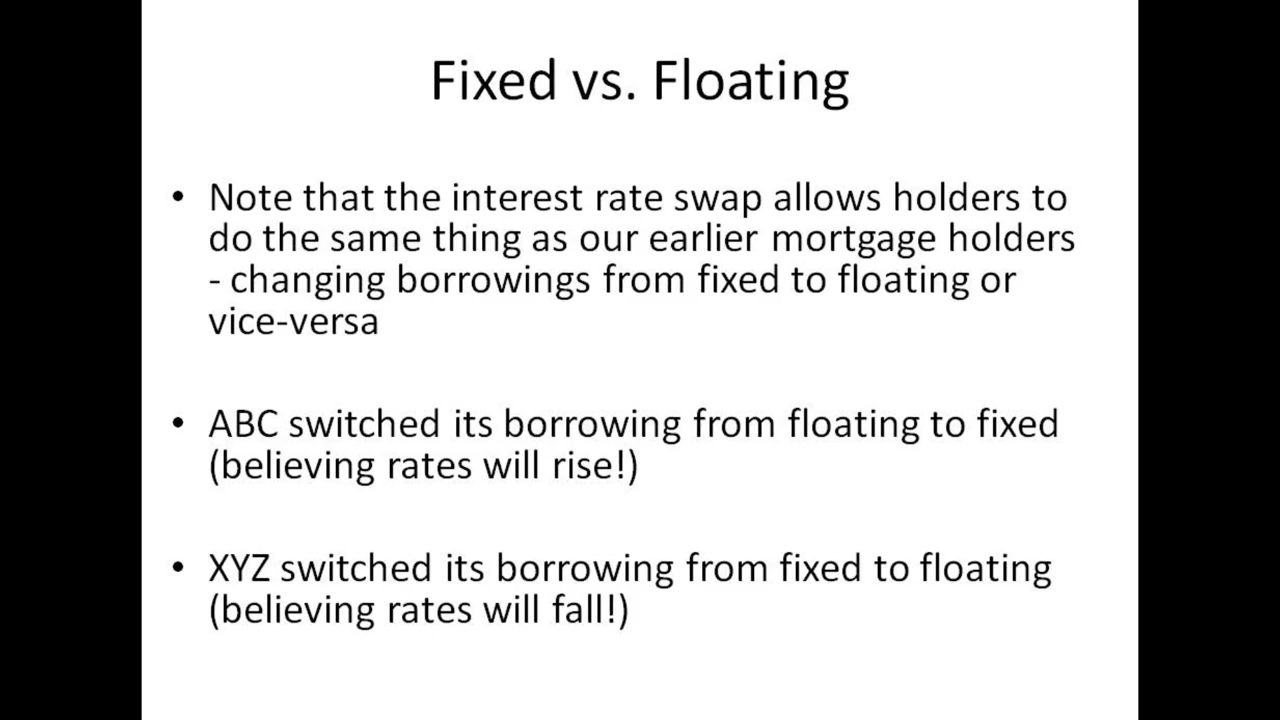 Fixed vs. Floating
• Note that the interest rate swap allows holders to
do the same thing as our earlier mortgage holders
- changing borrowings from fixed to floating or
vice-versa
• ABC switched its borrowing from floating to fixed
(believing rates will rise!)
• XYZ switched its borrowing from fixed to floating
(believing rates will fall!)